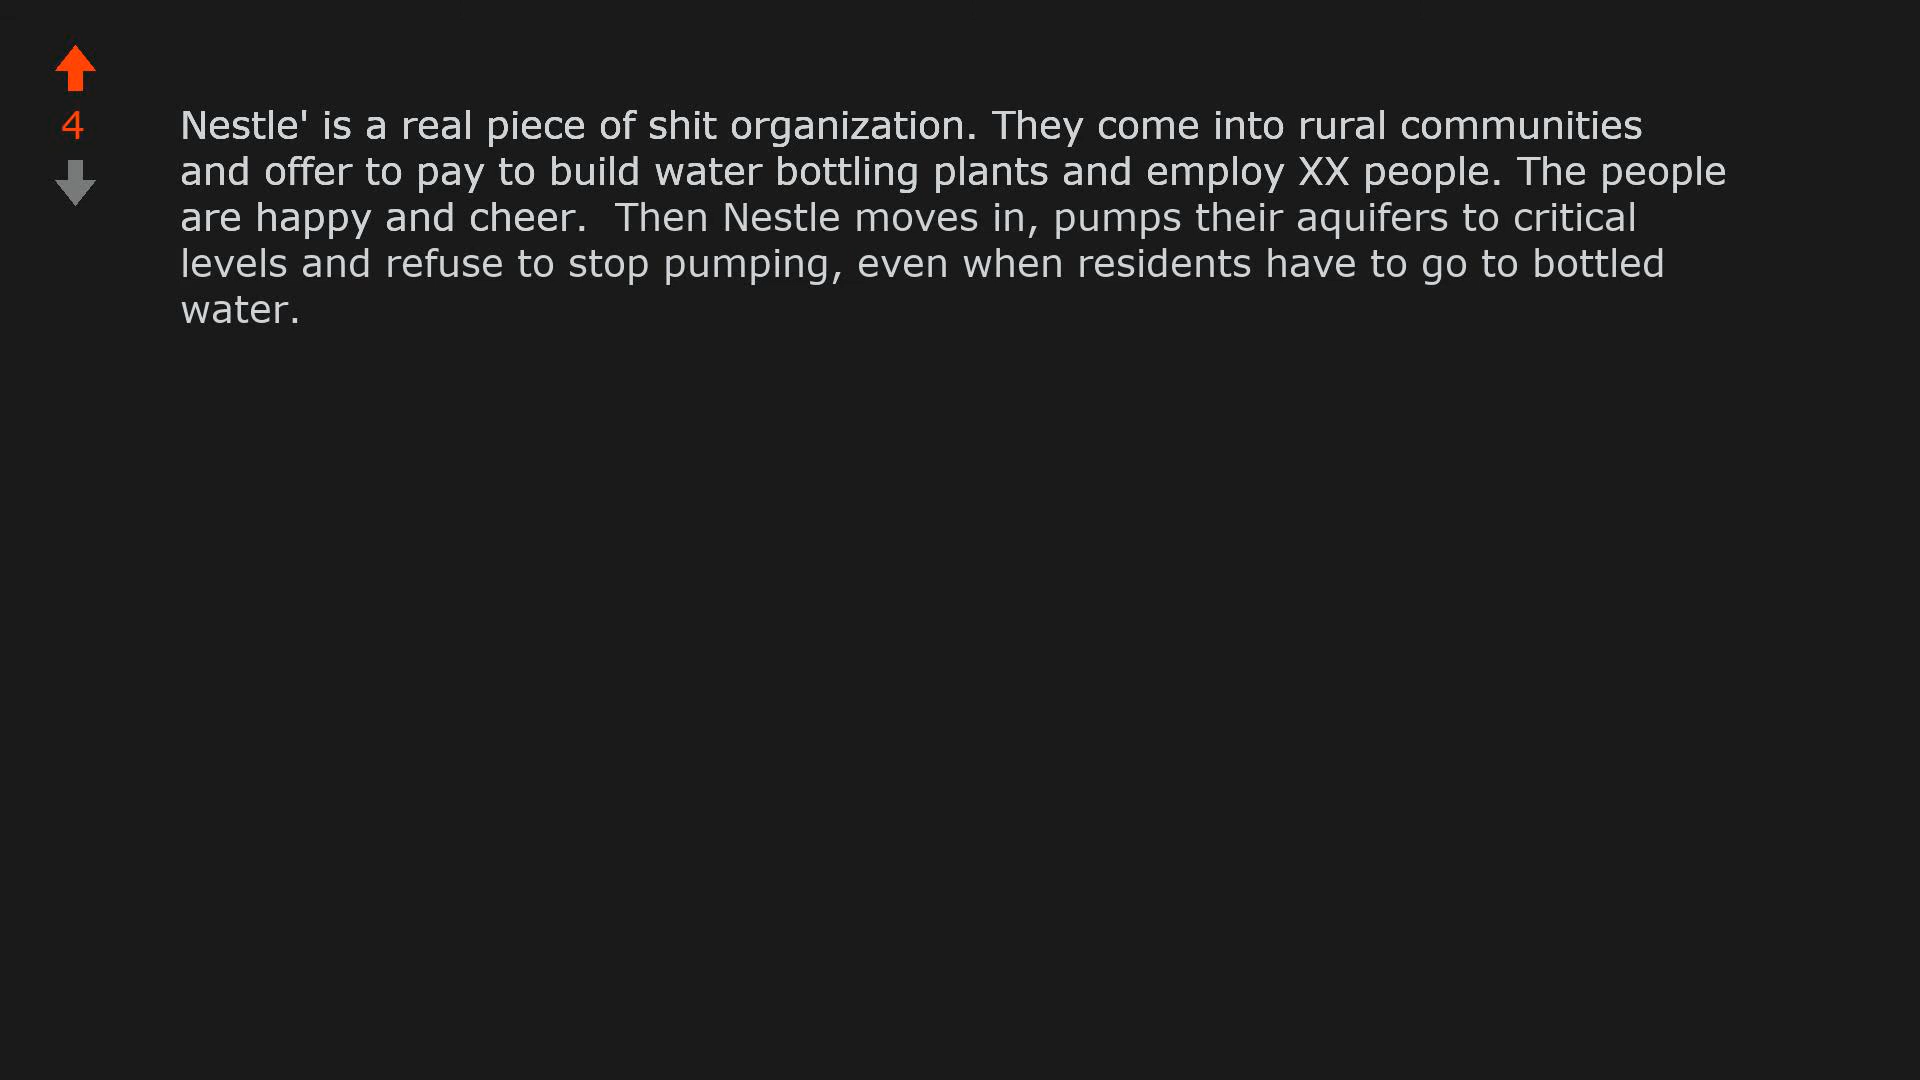 4
Nestle' is a real piece of shit organization. They come into rural communities
and offer to pay to build water bottling plants and employ XX people. The people
are happy and cheer.  Then Nestle moves in, pumps their aquifers to critical
levels and refuse to stop pumping, even when residents have to go to bottled
water.